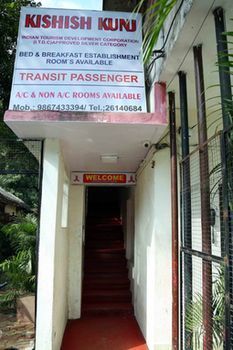 KISHISH KUNJ
INDIAN TOURISM DEVELOPMENT CORPORATION
(I.T.D.C) APPROVED SILVER CATEGORY
BED & BREAKFAST ESTABLISHMENT
ROOM'S AVAILABLE
TRANSIT PASSENGER
A/C & NON A/C ROOMS AVAILABLE
Mob.: 9867433394/ Tel.:26140684
WELCOME